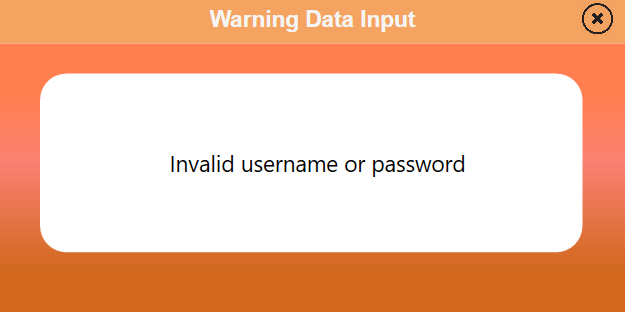 Warning Data Input
Invalid username or password